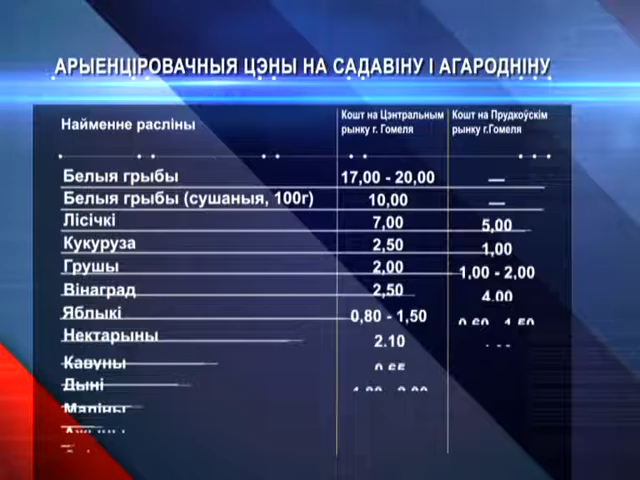 АРЫЕНЦІРОВАЧНЫЯ ЦЭНЫ НА САДАВІНУ І АГАРОДНІНУ
Найменне расліны Кошт на Цэнтральным рынку г. Гомеля Кошт на Прудкоўскім рынку г.Гомеля
Белыя грыбы 17,00 - 20,00 —
Белыя грыбы (сушаныя, 100г) 10,00 —
Лісічкі 7,00 5,00
Кукуруза 2,50 1,00
Грушы 2,00 1,00 - 2,00
Вінаград 2,50 4,00
Яблыкі 0,80 - 1,50
Нектарыны 2.10
Кавуны
Дыні